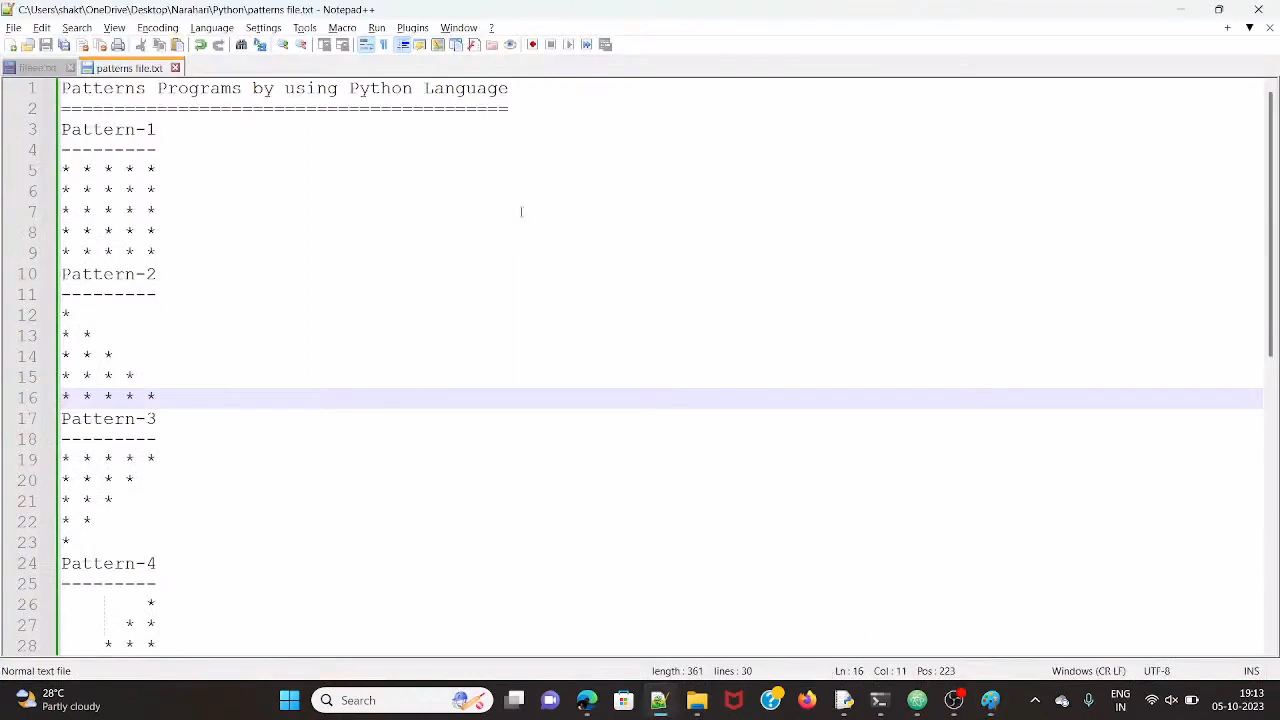 C:\Users\shakt\OneDrive\Desktop\Narahari\Python\patterns file.txt - Notepad++
File Edit Search View Encoding Language Settings Tools Macro Run Plugins Window ?
+ ▼ ×
patterns file.txt
1 Patterns Programs by using Python Language
2 ==========================================
3 Pattern-1
4 ---------
5 * * * * *
6 * * * * *
7 * * * * *
8 * * * * *
9 * * * * *
10 Pattern-2
11 ---------
12 *
13 * *
14 * * *
15 * * * *
16 * * * * *
17 Pattern-3
18 ---------
19 * * * * *
20 * * * *
21 * * *
22 * *
23 *
24 Pattern-4
25 ---------
26         *
27       * *
28     * * *
Normal text file length : 361 lines : 30 Ln : 16 Col : 11 Pos : 223 Windows (CR LF) UTF-8 INS
28°C
Partly cloudy
Search
ENG
IN
19:13
05-10-2023